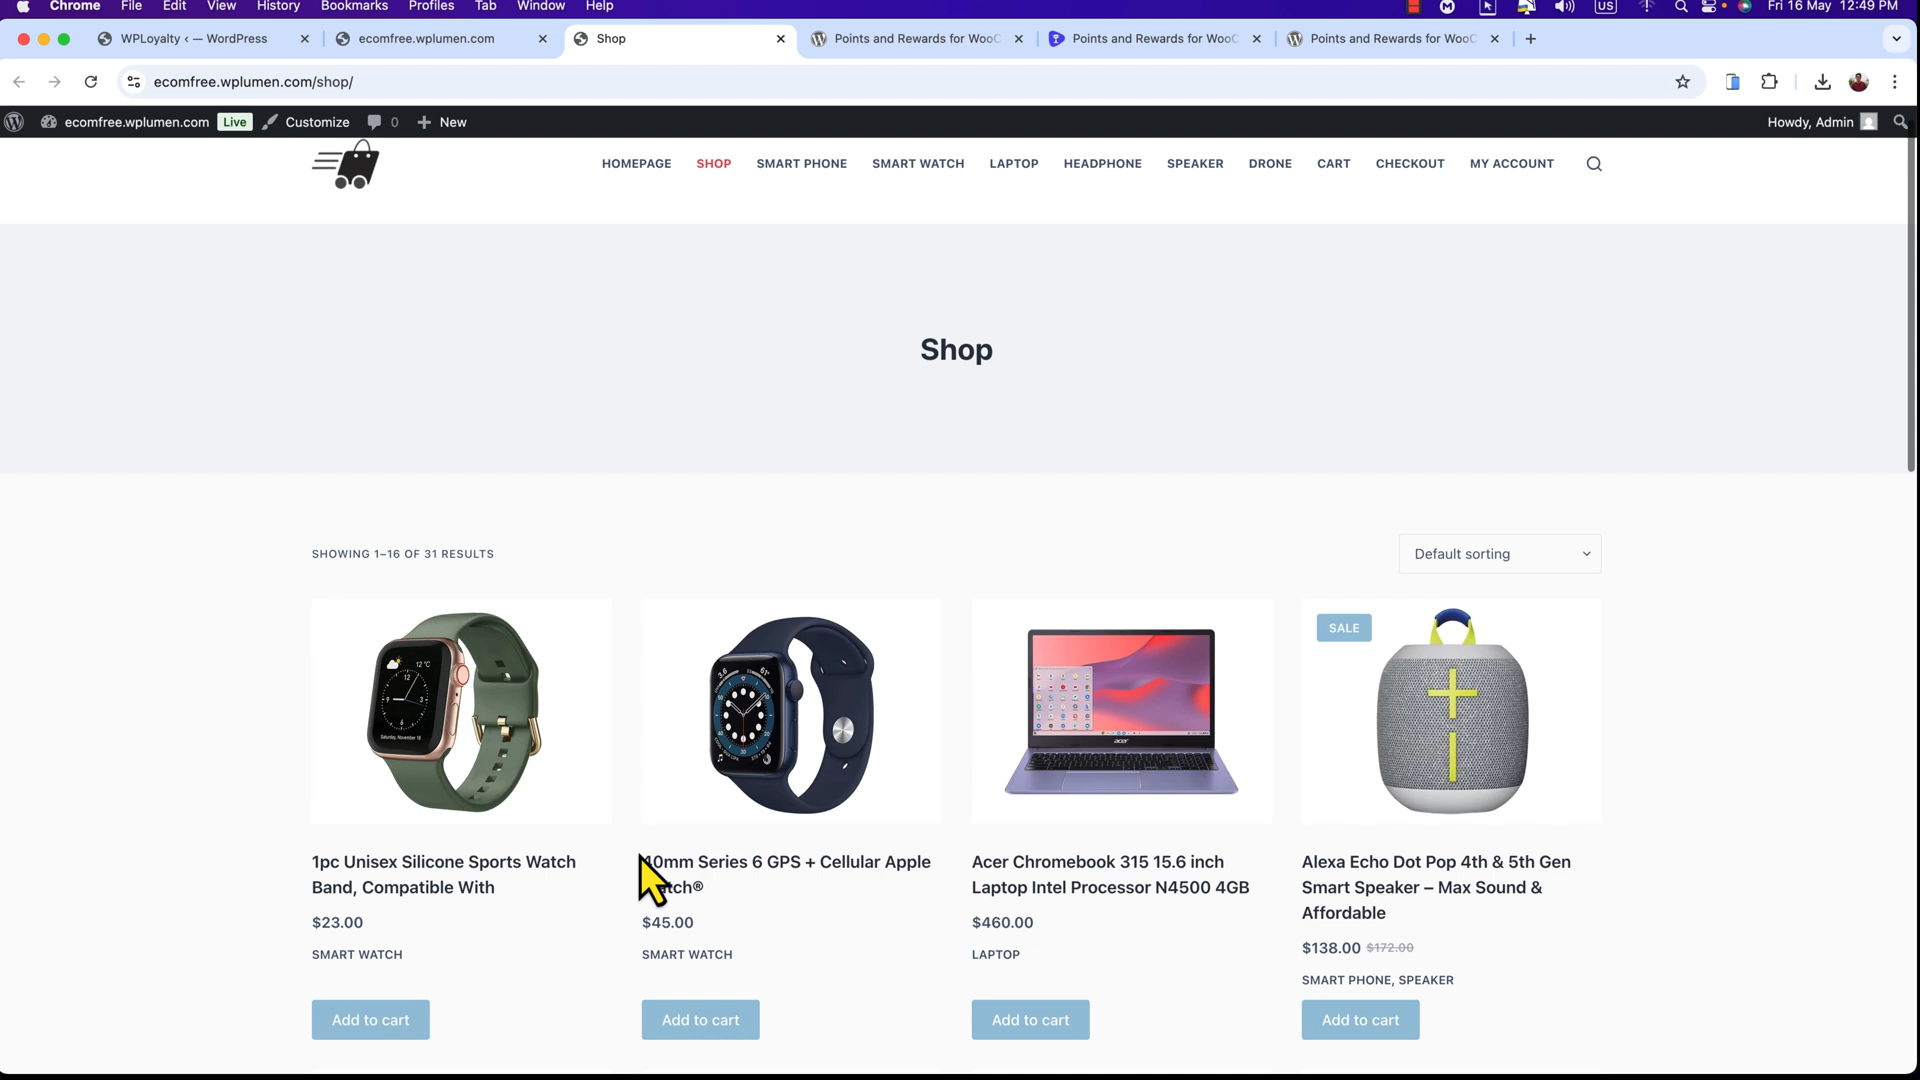 Chrome File Edit View History Bookmarks Profiles Tab Window Help US Fri 16 May 12:49 PM
WPLoyalty ‹ — WordPress ecomfree.wplumen.com Shop Points and Rewards for WooC Points and Rewards for WooC Points and Rewards for WooC
ecomfree.wplumen.com/shop/
ecomfree.wplumen.com Live Customize 0 New Howdy, Admin
HOMEPAGE SHOP SMART PHONE SMART WATCH LAPTOP HEADPHONE SPEAKER DRONE CART CHECKOUT MY ACCOUNT
Shop
SHOWING 1–16 OF 31 RESULTS
Default sorting
SALE
acer
1pc Unisex Silicone Sports Watch
Band, Compatible With
$23.00
SMART WATCH
Add to cart
40mm Series 6 GPS + Cellular Apple
$45.00
SMART WATCH
Add to cart
Acer Chromebook 315 15.6 inch
Laptop Intel Processor N4500 4GB
$460.00
LAPTOP
Add to cart
Alexa Echo Dot Pop 4th & 5th Gen
Smart Speaker – Max Sound &
Affordable
$138.00 $172.00
SMART PHONE, SPEAKER
Add to cart